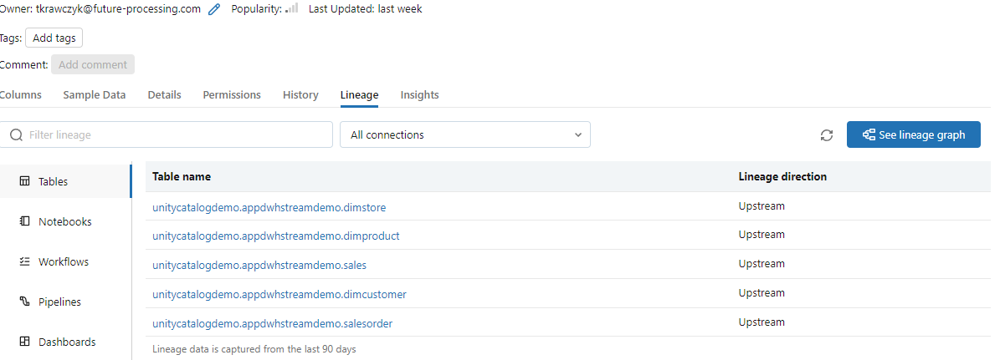 Owner: tkrawczyk@future-processing.com Popularity: Last Updated: last week
Tags: Add tags
Comment: Add comment
Columns Sample Data Details Permissions History Lineage Insights
Filter lineage All connections See lineage graph
Tables
Notebooks
Workflows
Pipelines
Dashboards
Table name Lineage direction
unitycatalogdemo.appdwhstreamdemo.dimstore Upstream
unitycatalogdemo.appdwhstreamdemo.dimproduct Upstream
unitycatalogdemo.appdwhstreamdemo.sales Upstream
unitycatalogdemo.appdwhstreamdemo.dimcustomer Upstream
unitycatalogdemo.appdwhstreamdemo.salesorder Upstream
Lineage data is captured from the last 90 days